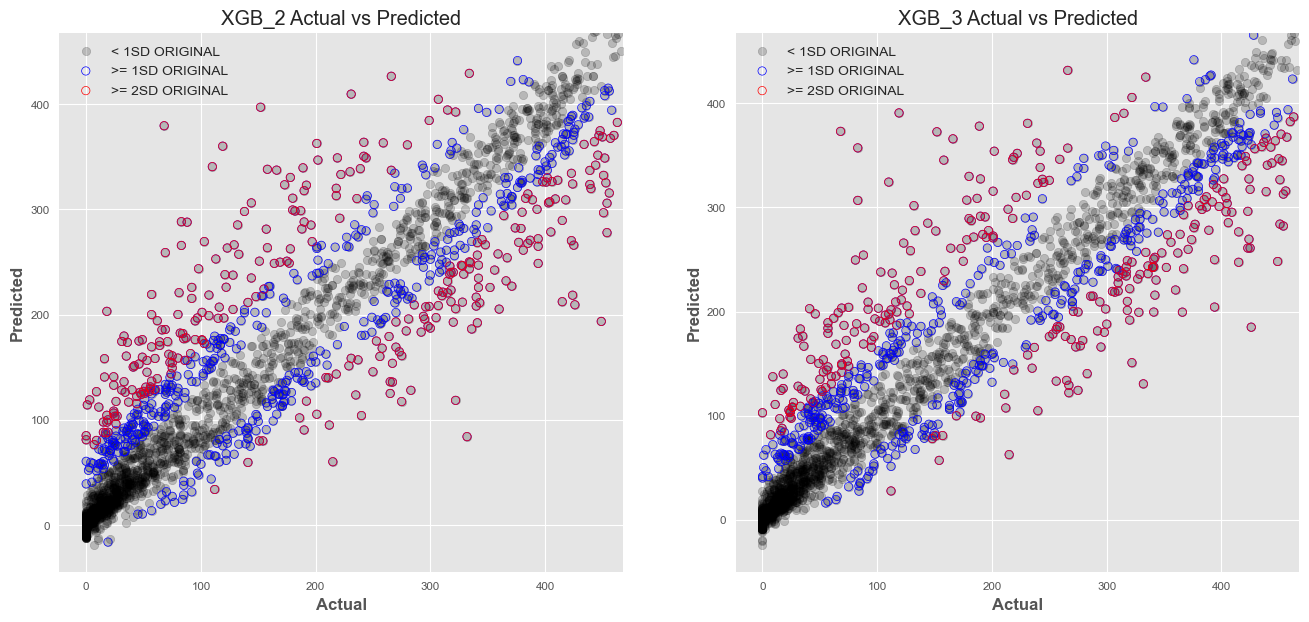 XGB_2 Actual vs Predicted
< 1SD ORIGINAL
>= 1SD ORIGINAL
>= 2SD ORIGINAL
400
300
200
100
0
Predicted
0 100 200 300 400
Actual
XGB_3 Actual vs Predicted
< 1SD ORIGINAL
>= 1SD ORIGINAL
>= 2SD ORIGINAL
400
300
200
100
0
Predicted
0 100 200 300 400
Actual